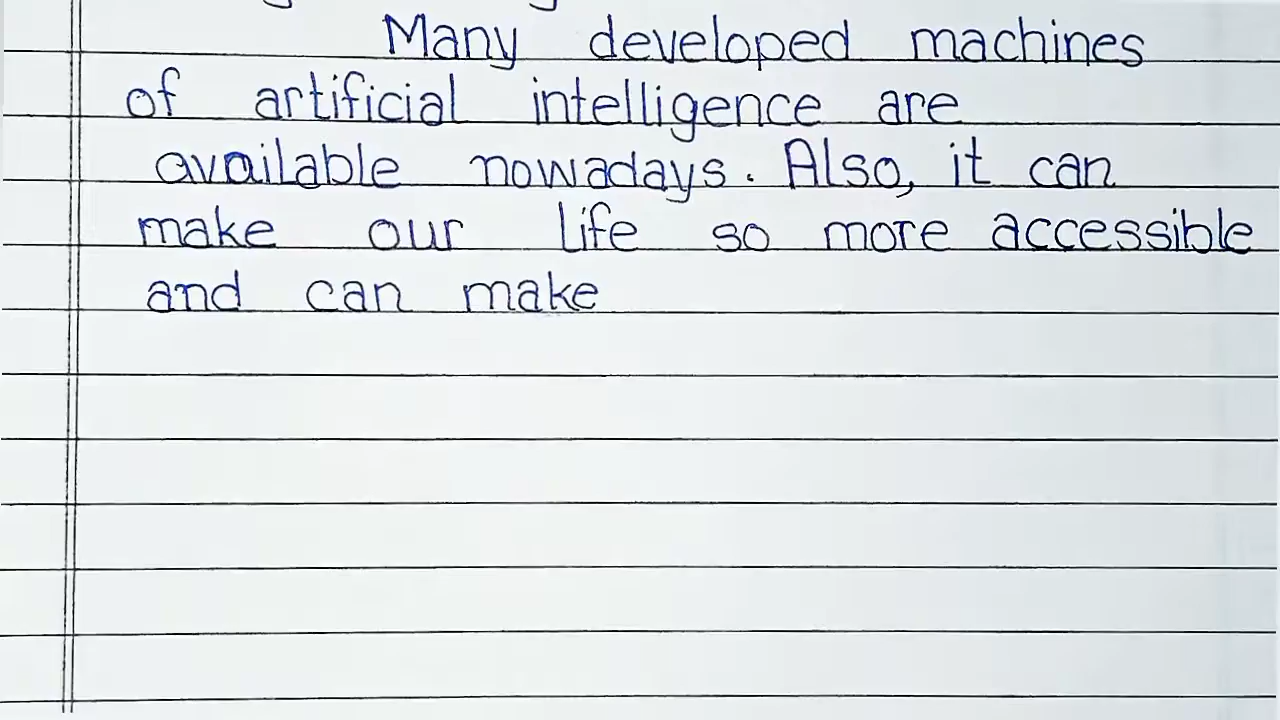 Many developed machines
of artificial intelligence are
available nowadays. Also, it can
make our life so more accessible
and can make